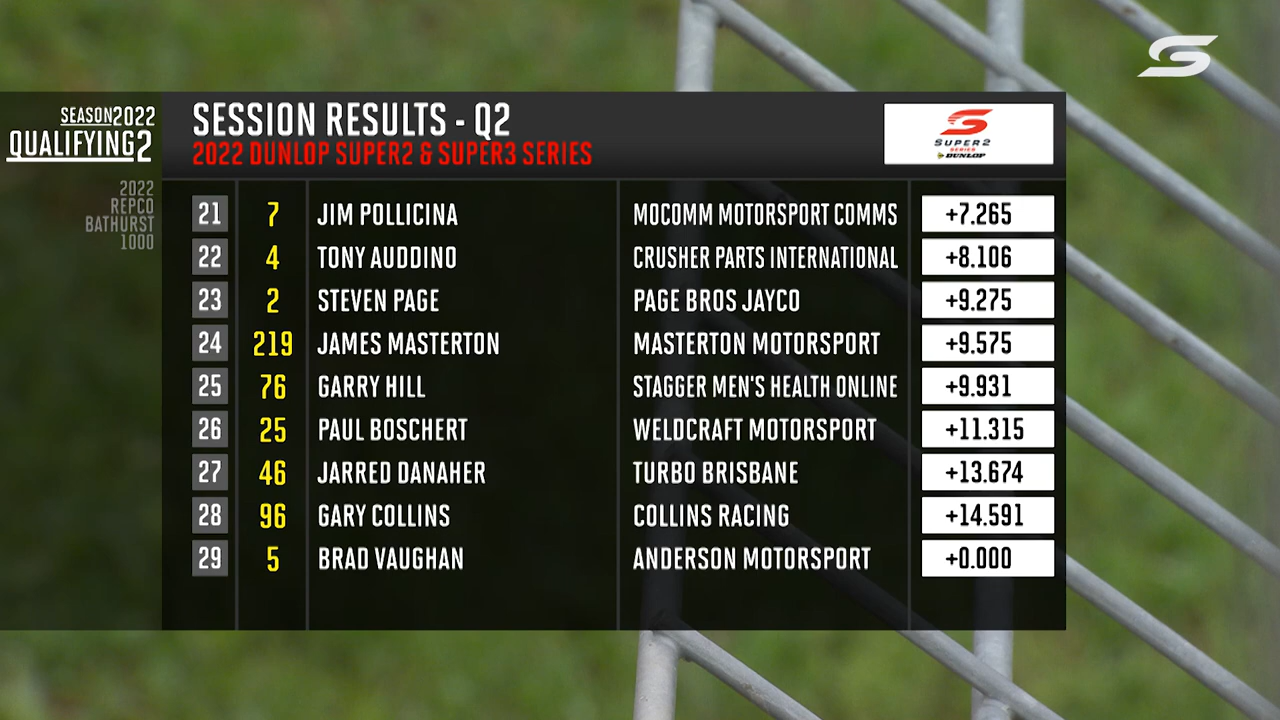 SEASON2022
QUALIFYING2
2022
REPCO
BATHURST
1000
SESSION RESULTS - Q2
2022 DUNLOP SUPER2 & SUPER3 SERIES
SUPER2
SERIES
DUNLOP
21 7 JIM POLLICINA MOCOMM MOTORSPORT COMMS +7.265
22 4 TONY AUDDINO CRUSHER PARTS INTERNATIONAL +8.106
23 2 STEVEN PAGE PAGE BROS JAYCO +9.275
24 219 JAMES MASTERTON MASTERTON MOTORSPORT +9.575
25 76 GARRY HILL STAGGER MEN'S HEALTH ONLINE +9.931
26 25 PAUL BOSCHERT WELDCRAFT MOTORSPORT +11.315
27 46 JARRED DANAHER TURBO BRISBANE +13.674
28 96 GARY COLLINS COLLINS RACING +14.591
29 5 BRAD VAUGHAN ANDERSON MOTORSPORT +0.000